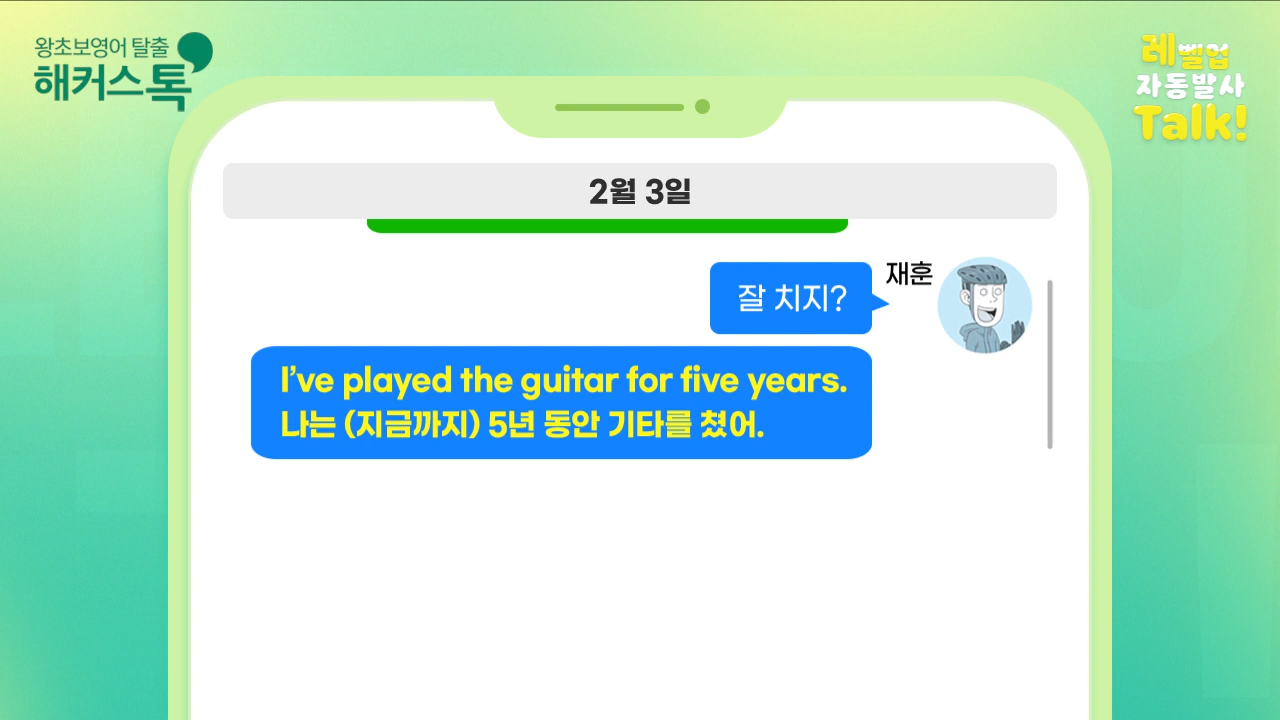 왕초보영어 탈출
해커스톡
레벨업
자동발사
Talk!
2월 3일
재훈
잘 치지?
I've played the guitar for five years.
나는 (지금까지) 5년 동안 기타를 쳤어.